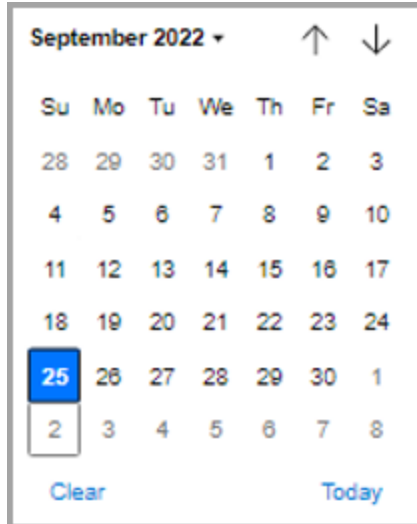 September 2022
Su Mo Tu We Th Fr Sa
28 29 30 31 1 2 3
4 5 6 7 8 9 10
11 12 13 14 15 16 17
18 19 20 21 22 23 24
25 26 27 28 29 30 1
2 3 4 5 6 7 8
Clear Today